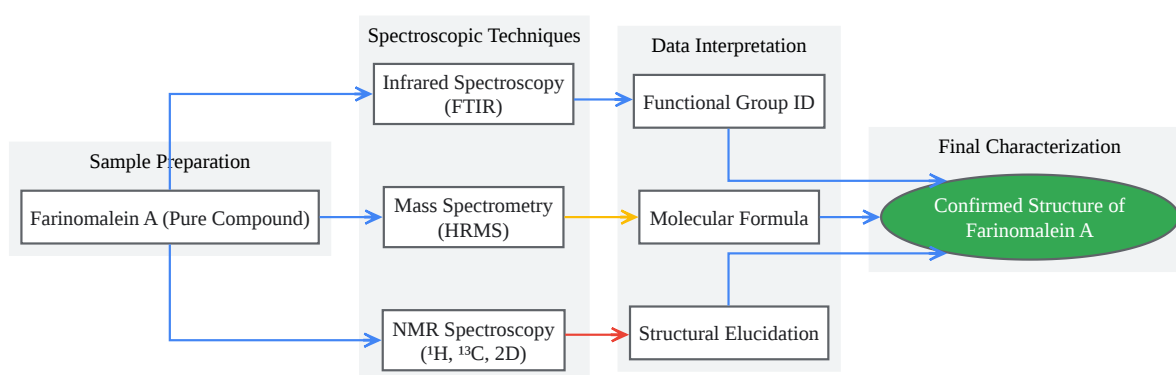 Sample Preparation
Farinomalein A (Pure Compound)
Spectroscopic Techniques
Infrared Spectroscopy
(FTIR)
Mass Spectrometry
(HRMS)
NMR Spectroscopy
(¹H, ¹³C, 2D)
Data Interpretation
Functional Group ID
Molecular Formula
Structural Elucidation
Final Characterization
Confirmed Structure of
Farinomalein A